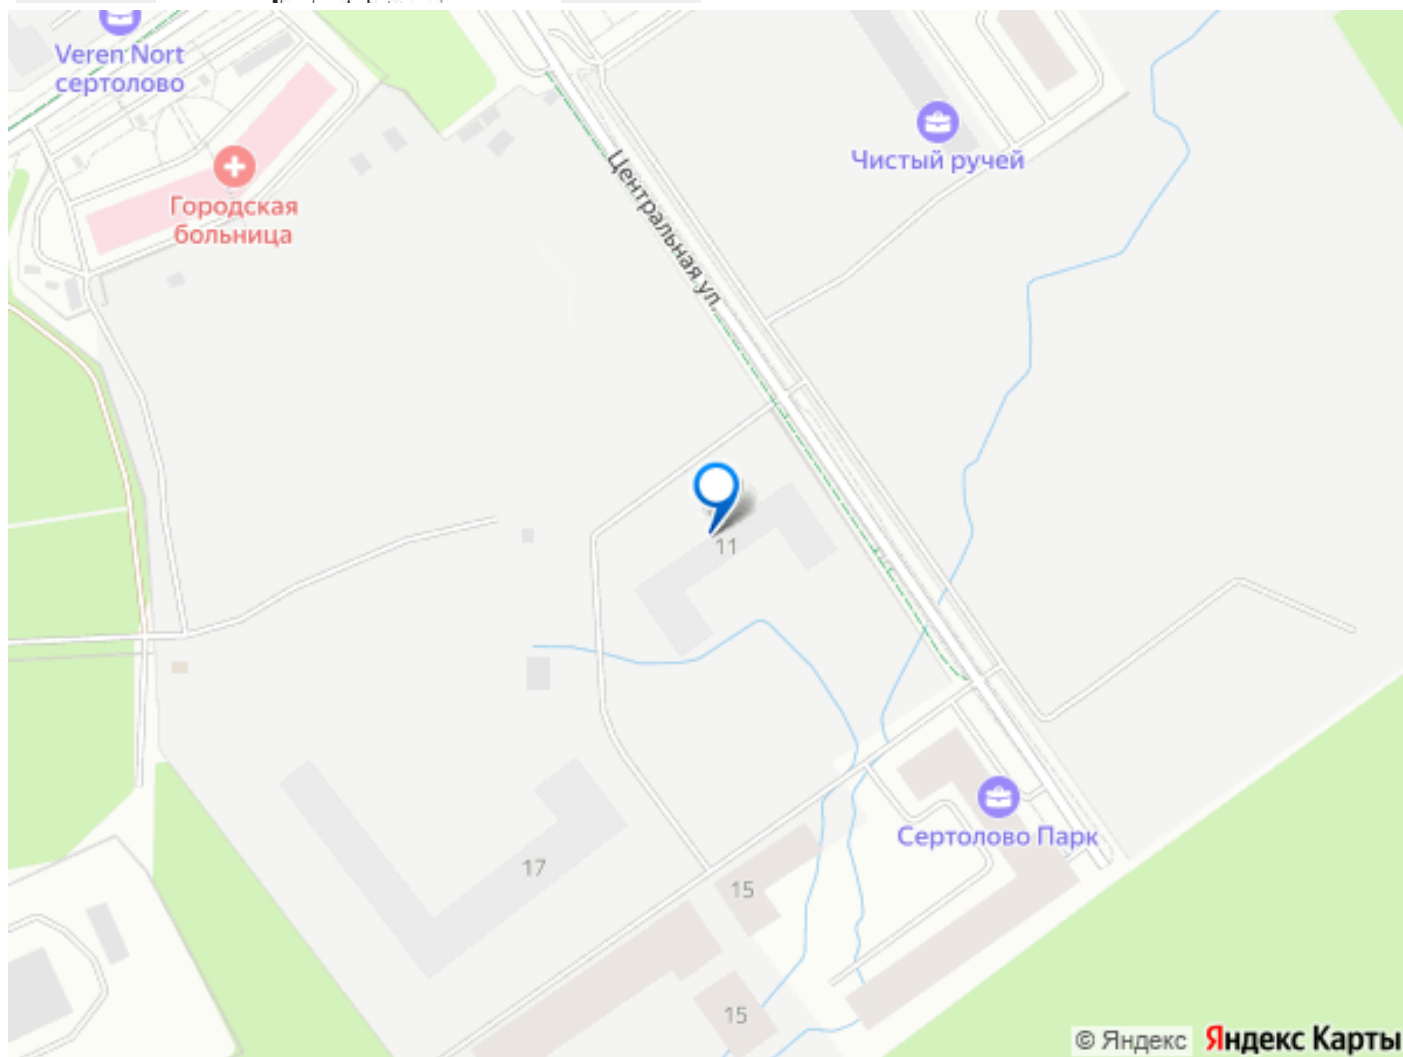 Veren Nort
сертолово
Городская
больница
Центральная ул.
Чистый ручей
11
17
15
Сертолово Парк
15
© Яндекс Яндекс Карты